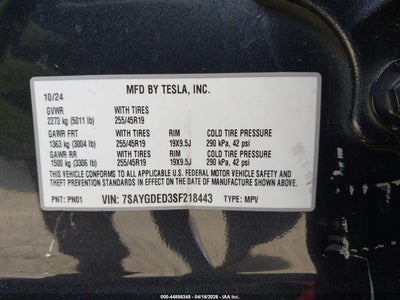 MFD BY TESLA, INC.
10/24
GVWR WITH TIRES
2273 kg (5011 lb) 255/45R19
GAWR FRT WITH TIRES RIM COLD TIRE PRESSURE
1363 kg (3004 lb) 255/45R19 19X9.5J 290 kPa, 42 psi
GAWR RR WITH TIRES RIM COLD TIRE PRESSURE
1500 kg (3306 lb) 255/45R19 19X9.5J 290 kPa, 42 psi
THIS VEHICLE CONFORMS TO ALL APPLICABLE U.S. FEDERAL MOTOR VEHICLE SAFETY AND
THEFT PREVENTION STANDARDS IN EFFECT ON THE DATE OF MANUFACTURE SHOWN ABOVE.
PNT: PN01 VIN: 7SAYGDED3SF218443 TYPE: MPV
000-44898348 - 04/18/2026 -